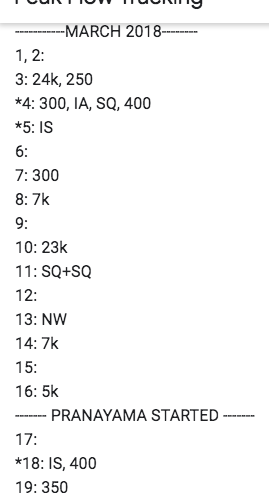 Peak Flow Tracking
------------MARCH 2018---------
1, 2:
3: 24k, 250
*4: 300, IA, SQ, 400
*5: IS
6:
7: 300
8: 7k
9:
10: 23k
11: SQ+SQ
12:
13: NW
14: 7k
15:
16: 5k
-------- PRANAYAMA STARTED --------
17:
*18: IS, 400
19: 350